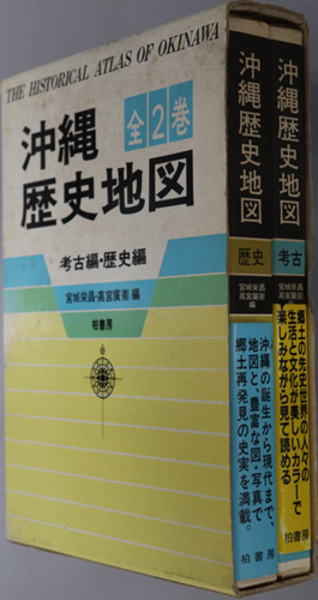 THE HISTORICAL ATLAS OF OKINAWA
沖縄
全2巻
歴史地図
考古編・歴史編
宮城栄昌・高宮廣衞 編
柏書房
沖縄歴史地図
歴史
宮城栄昌
高宮廣衞
編
沖縄の誕生から現代まで、
地図と、豊富な図・写真で
郷土再発見の史実を満載。
柏書房
沖縄歴史地図
考古
宮城栄昌
高宮廣衞
編
郷土の先史世界の人々の
生活と文化が美しいカラーで
楽しみながら見て読める
柏書房